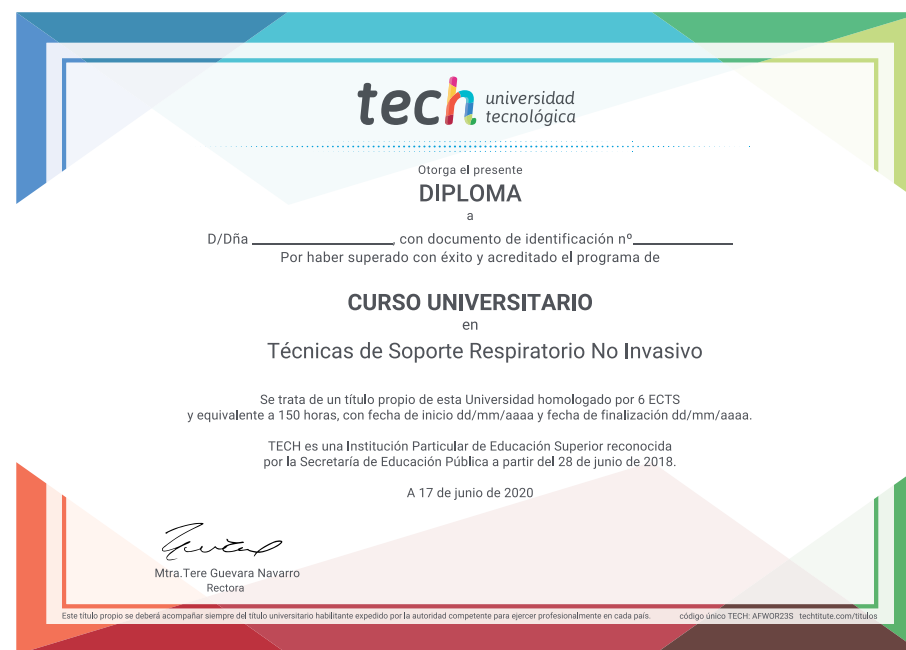 tech universidad
tecnológica
Otorga el presente
DIPLOMA
a
D/Dña ____________, con documento de identificación nº____________
Por haber superado con éxito y acreditado el programa de
CURSO UNIVERSITARIO
en
Técnicas de Soporte Respiratorio No Invasivo
Se trata de un título propio de esta Universidad homologado por 6 ECTS
y equivalente a 150 horas, con fecha de inicio dd/mm/aaaa y fecha de finalización dd/mm/aaaa.
TECH es una Institución Particular de Educación Superior reconocida
por la Secretaría de Educación Pública a partir del 28 de junio de 2018.
A 17 de junio de 2020
Mtra.Tere Guevara Navarro
Rectora
Este título propio se deberá acompañar siempre del título universitario habilitante expedido por la autoridad competente para ejercer profesionalmente en cada país. código único TECH: AFWOR23S techtitute.com/titulos